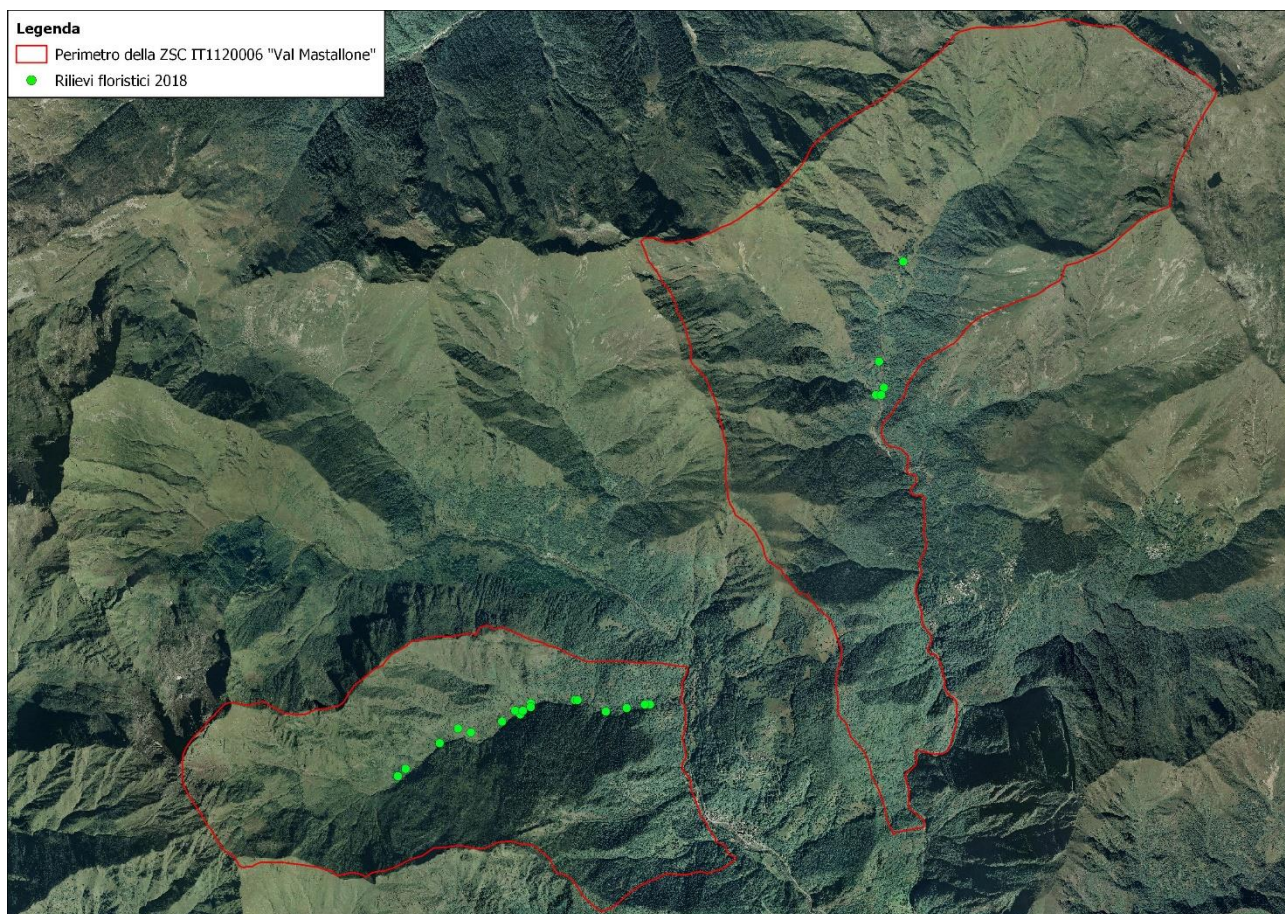 Legenda
Perimetro della ZSC IT1120006 "Val Mastallone"
Rilievi floristici 2018